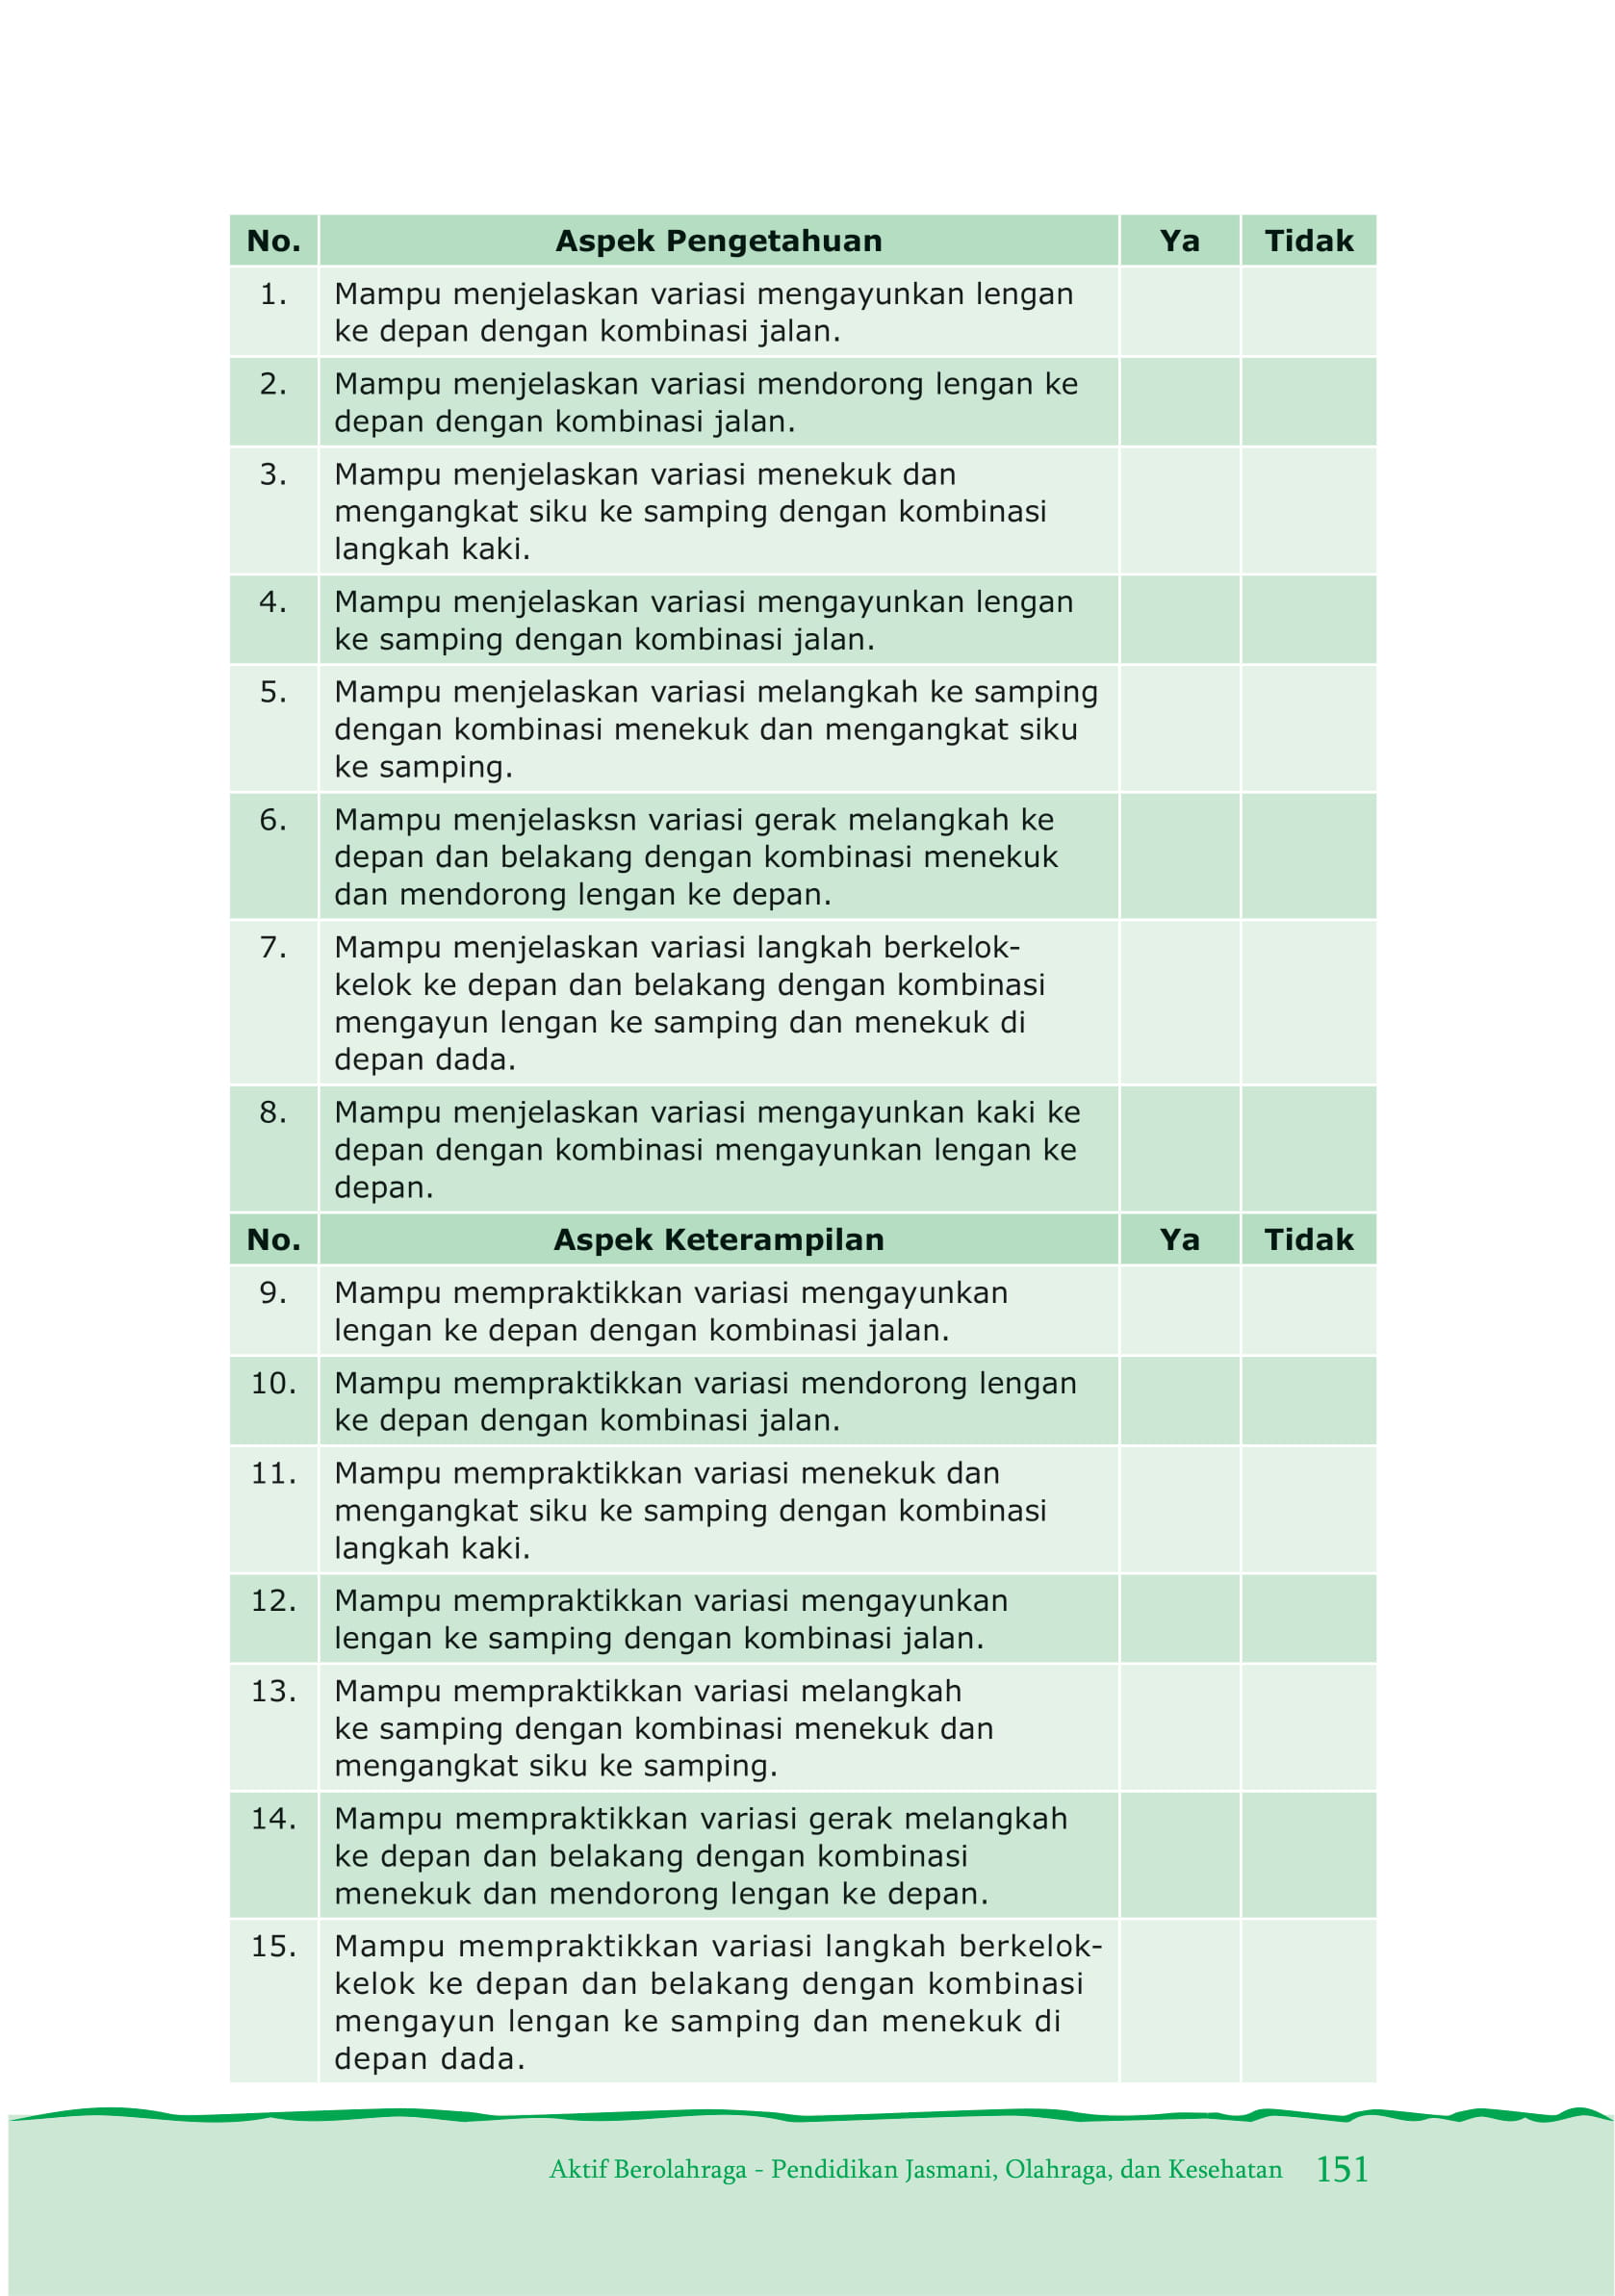 No. Aspek Pengetahuan Ya Tidak
1. Mampu menjelaskan variasi mengayunkan lengan
ke depan dengan kombinasi jalan.
2. Mampu menjelaskan variasi mendorong lengan ke
depan dengan kombinasi jalan.
3. Mampu menjelaskan variasi menekuk dan
mengangkat siku ke samping dengan kombinasi
langkah kaki.
4. Mampu menjelaskan variasi mengayunkan lengan
ke samping dengan kombinasi jalan.
5. Mampu menjelaskan variasi melangkah ke samping
dengan kombinasi menekuk dan mengangkat siku
ke samping.
6. Mampu menjelasksn variasi gerak melangkah ke
depan dan belakang dengan kombinasi menekuk
dan mendorong lengan ke depan.
7. Mampu menjelaskan variasi langkah berkelok-
kelok ke depan dan belakang dengan kombinasi
mengayun lengan ke samping dan menekuk di
depan dada.
8. Mampu menjelaskan variasi mengayunkan kaki ke
depan dengan kombinasi mengayunkan lengan ke
depan.
No. Aspek Keterampilan Ya Tidak
9. Mampu mempraktikkan variasi mengayunkan
lengan ke depan dengan kombinasi jalan.
10. Mampu mempraktikkan variasi mendorong lengan
ke depan dengan kombinasi jalan.
11. Mampu mempraktikkan variasi menekuk dan
mengangkat siku ke samping dengan kombinasi
langkah kaki.
12. Mampu mempraktikkan variasi mengayunkan
lengan ke samping dengan kombinasi jalan.
13. Mampu mempraktikkan variasi melangkah
ke samping dengan kombinasi menekuk dan
mengangkat siku ke samping.
14. Mampu mempraktikkan variasi gerak melangkah
ke depan dan belakang dengan kombinasi
menekuk dan mendorong lengan ke depan.
15. Mampu mempraktikkan variasi langkah berkelok-
kelok ke depan dan belakang dengan kombinasi
mengayun lengan ke samping dan menekuk di
depan dada.
Aktif Berolahraga - Pendidikan Jasmani, Olahraga, dan Kesehatan 151